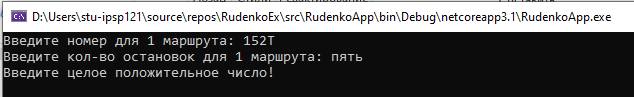 D:\Users\stu-ipsp121\source\repos\RudenkoEx\src\RudenkoApp\bin\Debug\netcoreapp3.1\RudenkoApp.exe
Введите номер для 1 маршрута: 152Т
Введите кол-во остановок для 1 маршрута: пять
Введите целое положительное число!